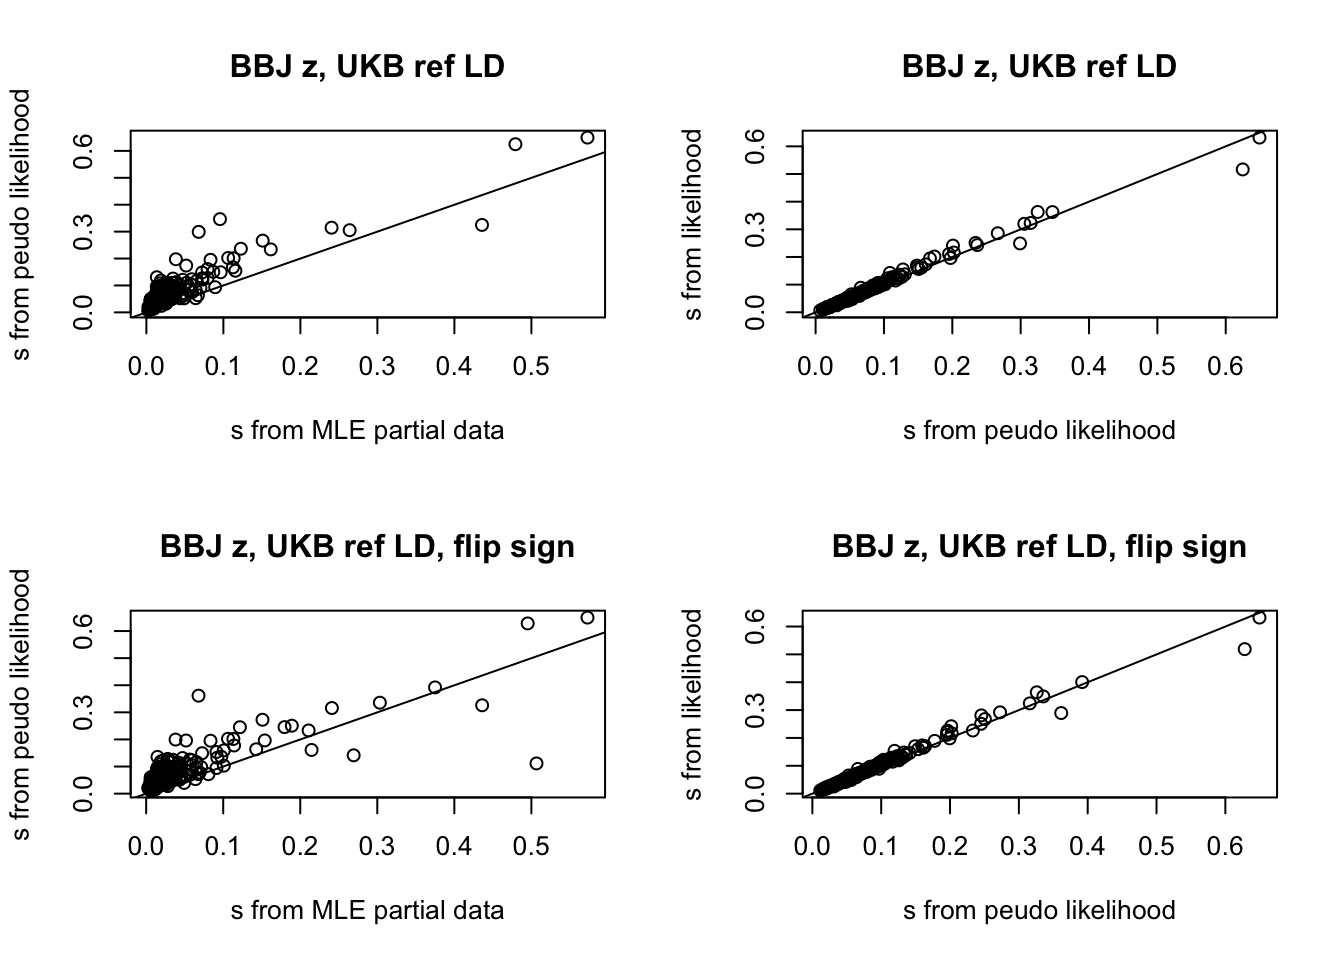 BBJ z, UKB ref LD
s from peudo likelihood
0.6
0.3
0.0
0.0 0.1 0.2 0.3 0.4 0.5
s from MLE partial data
BBJ z, UKB ref LD
s from likelihood
0.6
0.3
0.0
0.0 0.1 0.2 0.3 0.4 0.5 0.6
s from peudo likelihood
BBJ z, UKB ref LD, flip sign
s from peudo likelihood
0.6
0.3
0.0
0.0 0.1 0.2 0.3 0.4 0.5
s from MLE partial data
BBJ z, UKB ref LD, flip sign
s from likelihood
0.6
0.3
0.0
0.0 0.1 0.2 0.3 0.4 0.5 0.6
s from peudo likelihood